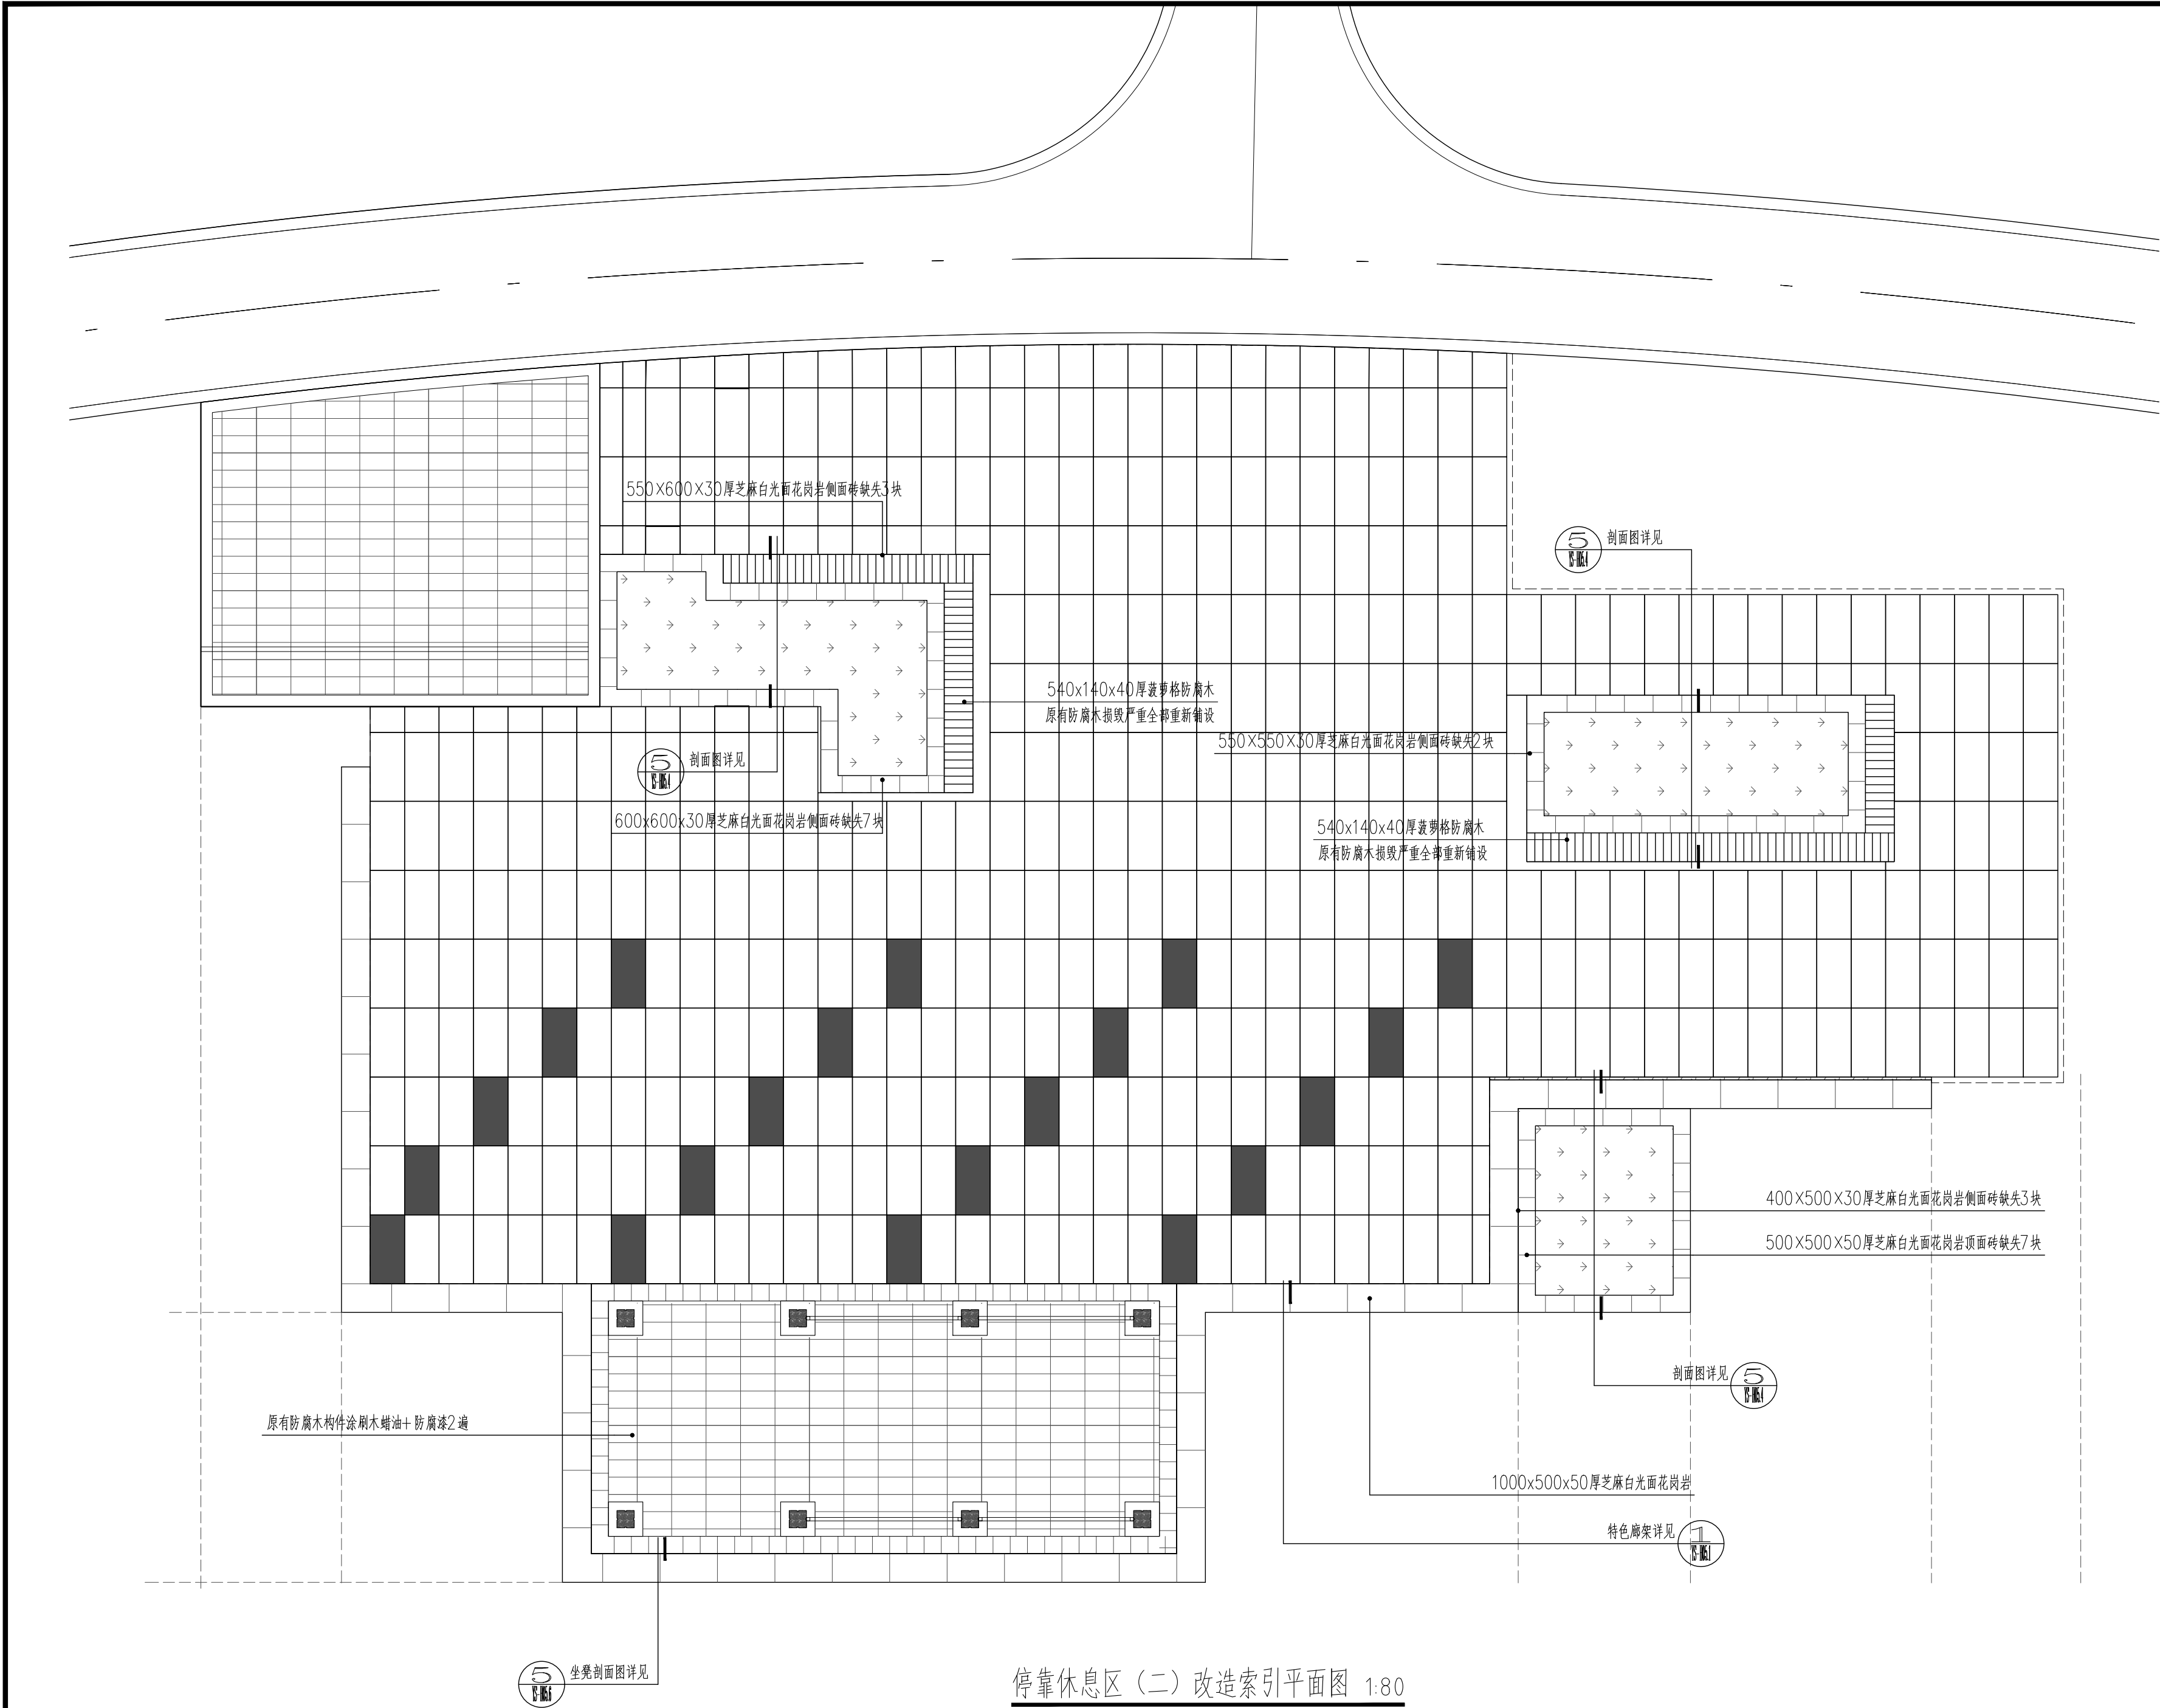 550X600X30厚芝麻白光面花岗岩侧面砖缺失3块
5
剖面图详见
540x140x40厚菠萝格防腐木
原有防腐木损毁严重全部重新铺设
550X550X30厚芝麻白光面花岗岩侧面砖缺失2块
5
剖面图详见
600x600x30厚芝麻白光面花岗岩侧面砖缺失7块
540x140x40厚菠萝格防腐木
原有防腐木损毁严重全部重新铺设
400X500X30厚芝麻白光面花岗岩侧面砖缺失3块
500X500X50厚芝麻白光面花岗岩顶面砖缺失7块
剖面图详见
5
原有防腐木构件涂刷木蜡油+防腐漆2遍
1000x500x50厚芝麻白光面花岗岩
特色廊架详见
1
5
坐凳剖面图详见
停靠休息区（二）改造索引平面图 1:80